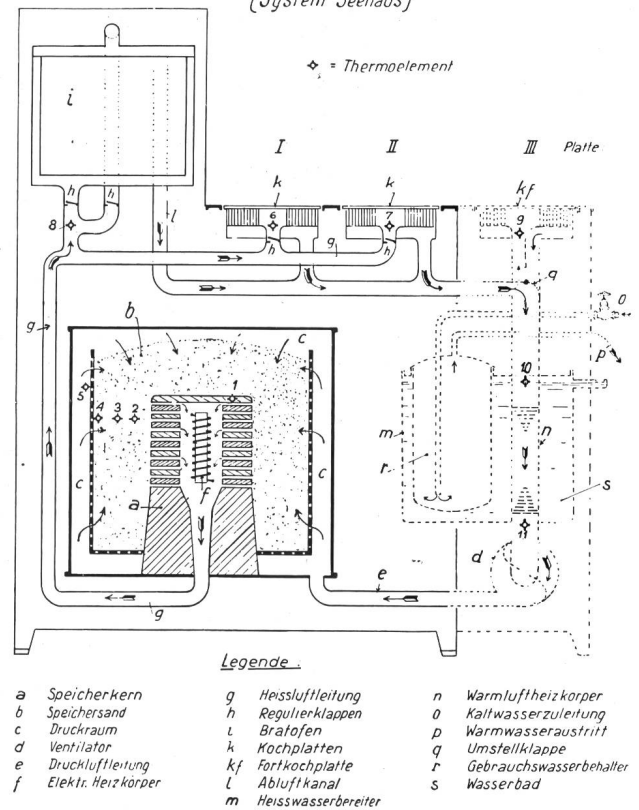 (System Seehaus)
= Thermoelement
I II III Platte
k k kf
i
h h
8
l
6 7 9
h g h
q
g
b
c
O
p
1
5
4 3 2
10
m
n
r
c
f
c
s
a
11
d
e
g
Legende :
a Speicherkern
b Speichersand
c Druckraum
d Ventilator
e Druckluftleitung
f Elektr. Heizkörper
g Heissluftleitung
h Regulierklappen
i Bratofen
k Kochplatten
kf Fortkochplatte
l Abluftkanal
m Heisswasserbereiter
n Warmluftheizkörper
O Kaltwasserzuleitung
p Warmwasseraustritt
q Umstellklappe
r Gebrauchswasserbehälter
s Wasserbad